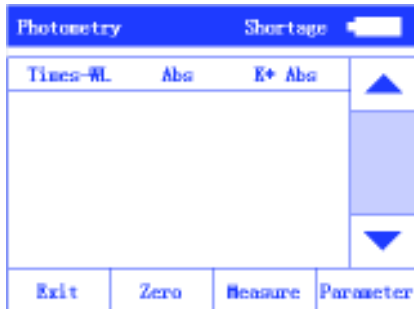 Photometry Shortage
Times-WL Abs K* Abs
Exit Zero Measure Parameter